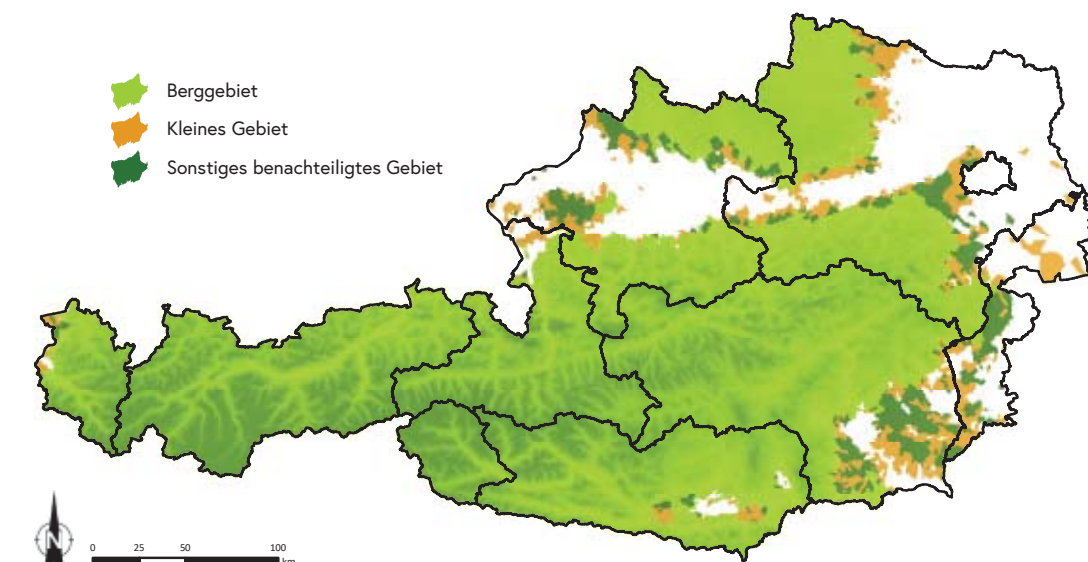 Berggebiet
Kleines Gebiet
Sonstiges benachteiligtes Gebiet
N
0 25 50 100
km